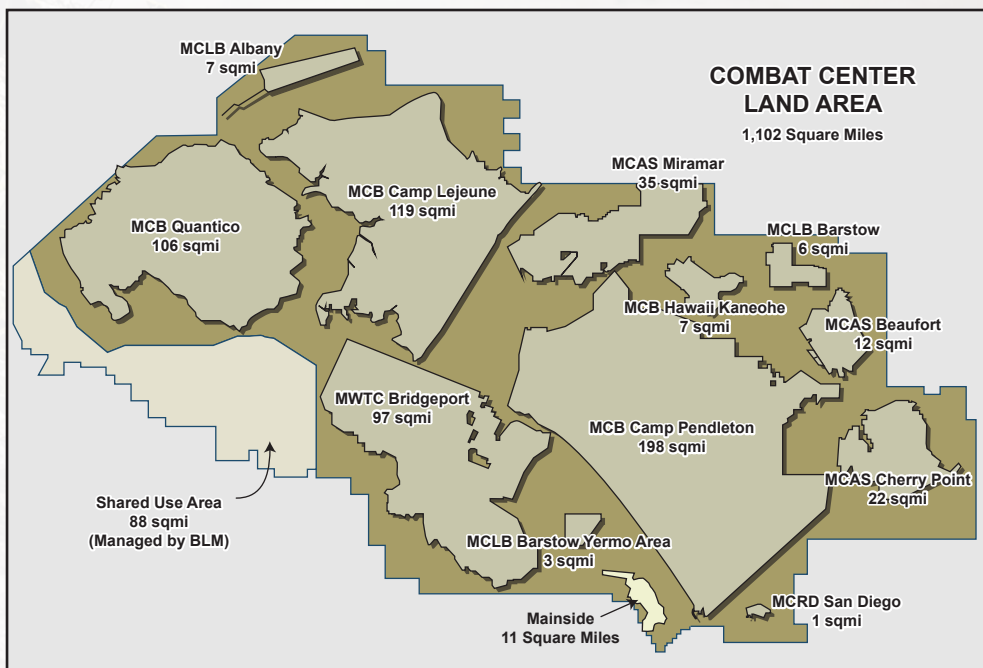 MCLB Albany
7 sqmi
COMBAT CENTER
LAND AREA
1,102 Square Miles
MCAS Miramar
35 sqmi
MCB Camp Lejeune
119 sqmi
MCB Quantico
106 sqmi
MCLB Barstow
6 sqmi
MCB Hawaii Kaneohe
7 sqmi
MCAS Beaufort
12 sqmi
MWTC Bridgeport
97 sqmi
MCB Camp Pendleton
198 sqmi
MCAS Cherry Point
22 sqmi
Shared Use Area
88 sqmi
(Managed by BLM)
MCLB Barstow Yermo Area
3 sqmi
Mainside
11 Square Miles
MCRD San Diego
1 sqmi